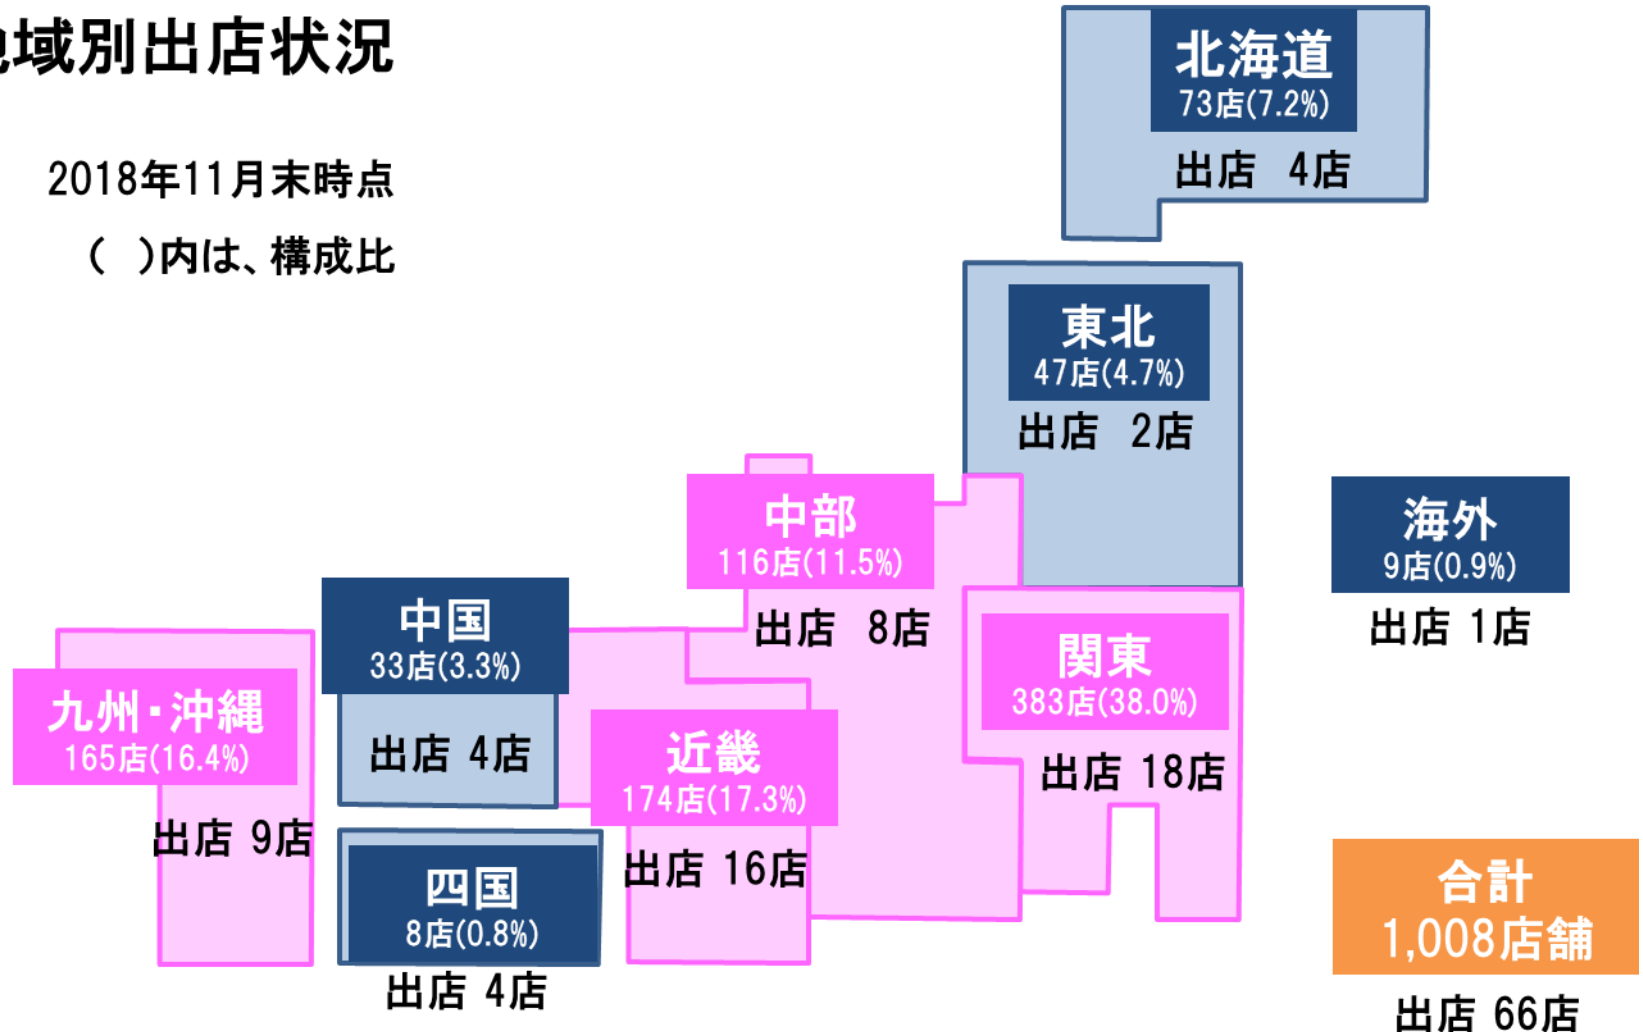 域別出店状況
2018年11月末時点
（　）内は、構成比
北海道
73店(7.2%)
出店　4店
東北
47店(4.7%)
出店　2店
中部
116店(11.5%)
出店　8店
海外
9店(0.9%)
出店 1店
中国
33店(3.3%)
出店 4店
関東
383店(38.0%)
出店 18店
九州・沖縄
165店(16.4%)
出店 9店
近畿
174店(17.3%)
出店 16店
四国
8店(0.8%)
出店 4店
合計
1,008店舗
出店 66店